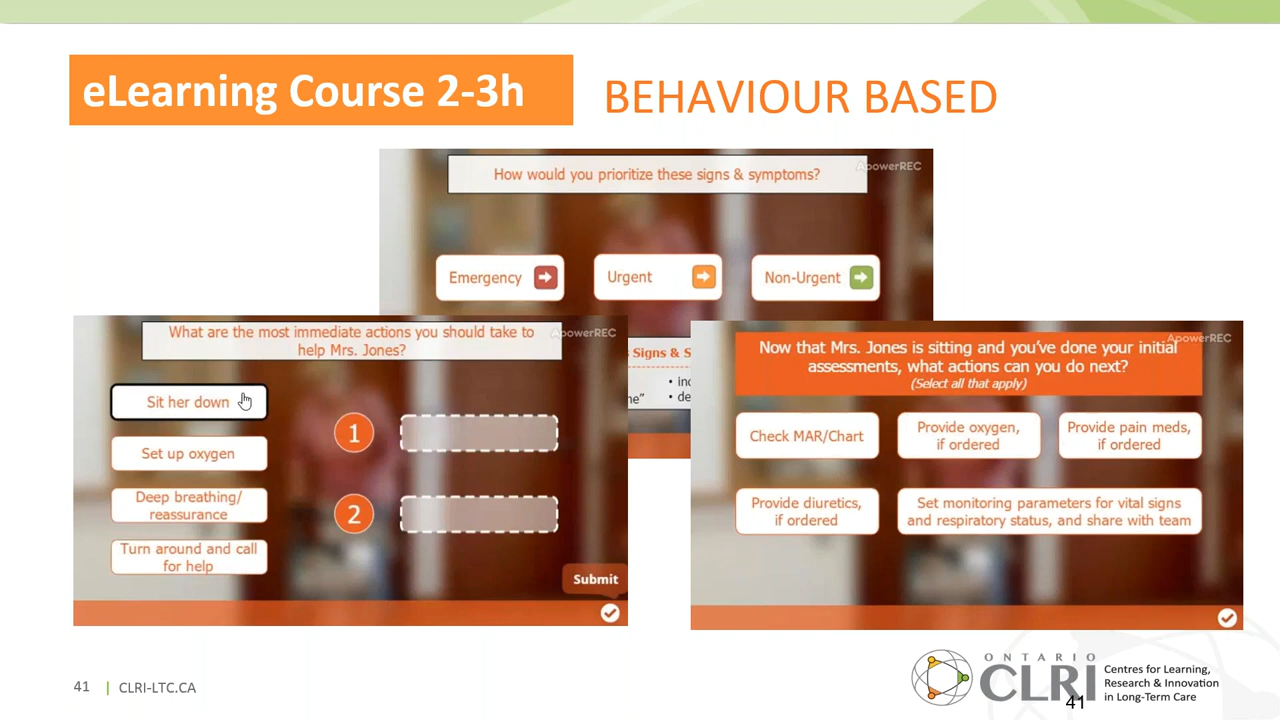 eLearning Course 2-3h
BEHAVIOUR BASED
ApowerREC
How would you prioritize these signs & symptoms?
Emergency
Urgent
Non-Urgent
Signs & S
What are the most immediate actions you should take to
help Mrs. Jones?
ApowerREC
Sit her down
Set up oxygen
Deep breathing/
reassurance
Turn around and call
for help
1
2
Submit
ApowerREC
Now that Mrs. Jones is sitting and you've done your initial
assessments, what actions can you do next?
(Select all that apply)
Check MAR/Chart
Provide oxygen,
if ordered
Provide pain meds,
if ordered
Provide diuretics,
if ordered
Set monitoring parameters for vital signs
and respiratory status, and share with team
41 | CLRI-LTC.CA
ONTARIO
CLRI
Centres for Learning,
Research & Innovation
in Long-Term Care
41